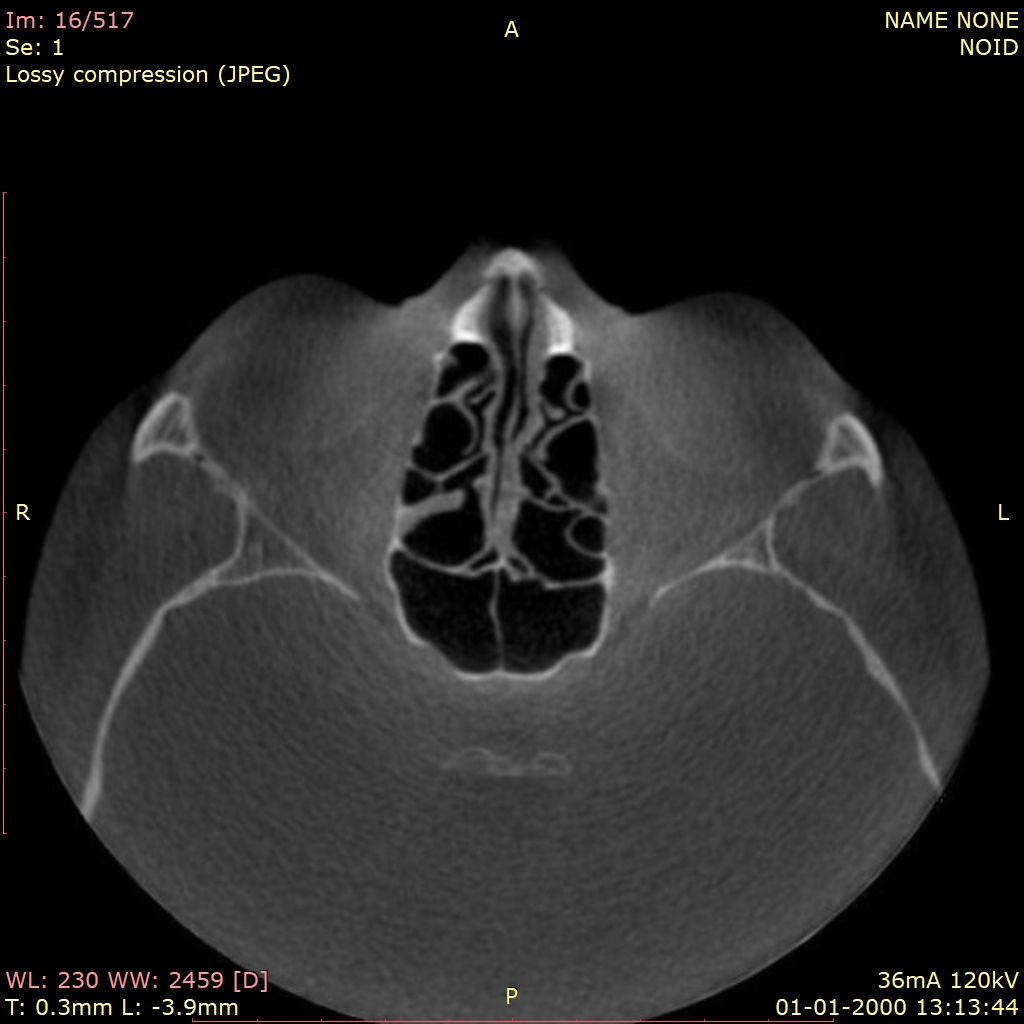 Im: 16/517
Se: 1
Lossy compression (JPEG)
A
NAME NONE
NOID
R
L
WL: 230 WW: 2459 [D]
T: 0.3mm L: -3.9mm
P
36mA 120kV
01-01-2000 13:13:44